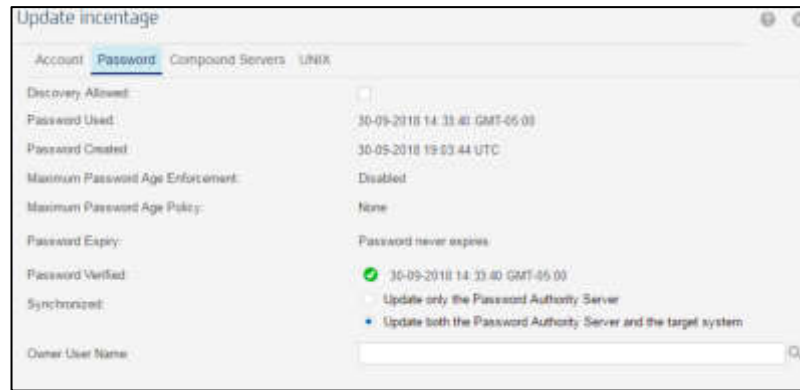 Update incentage
Account Password Compound Servers UNIX
Discovery Allowed:
Password Used: 30-09-2018 14:33:40 GMT-05:00
Password Created: 30-09-2018 19:03:44 UTC
Maximum Password Age Enforcement: Disabled
Maximum Password Age Policy: None
Password Expiry: Password never expires
Password Verified: 30-09-2018 14:33:40 GMT-05:00
Synchronized: Update only the Password Authority Server
Update both the Password Authority Server and the target system
Owner User Name: